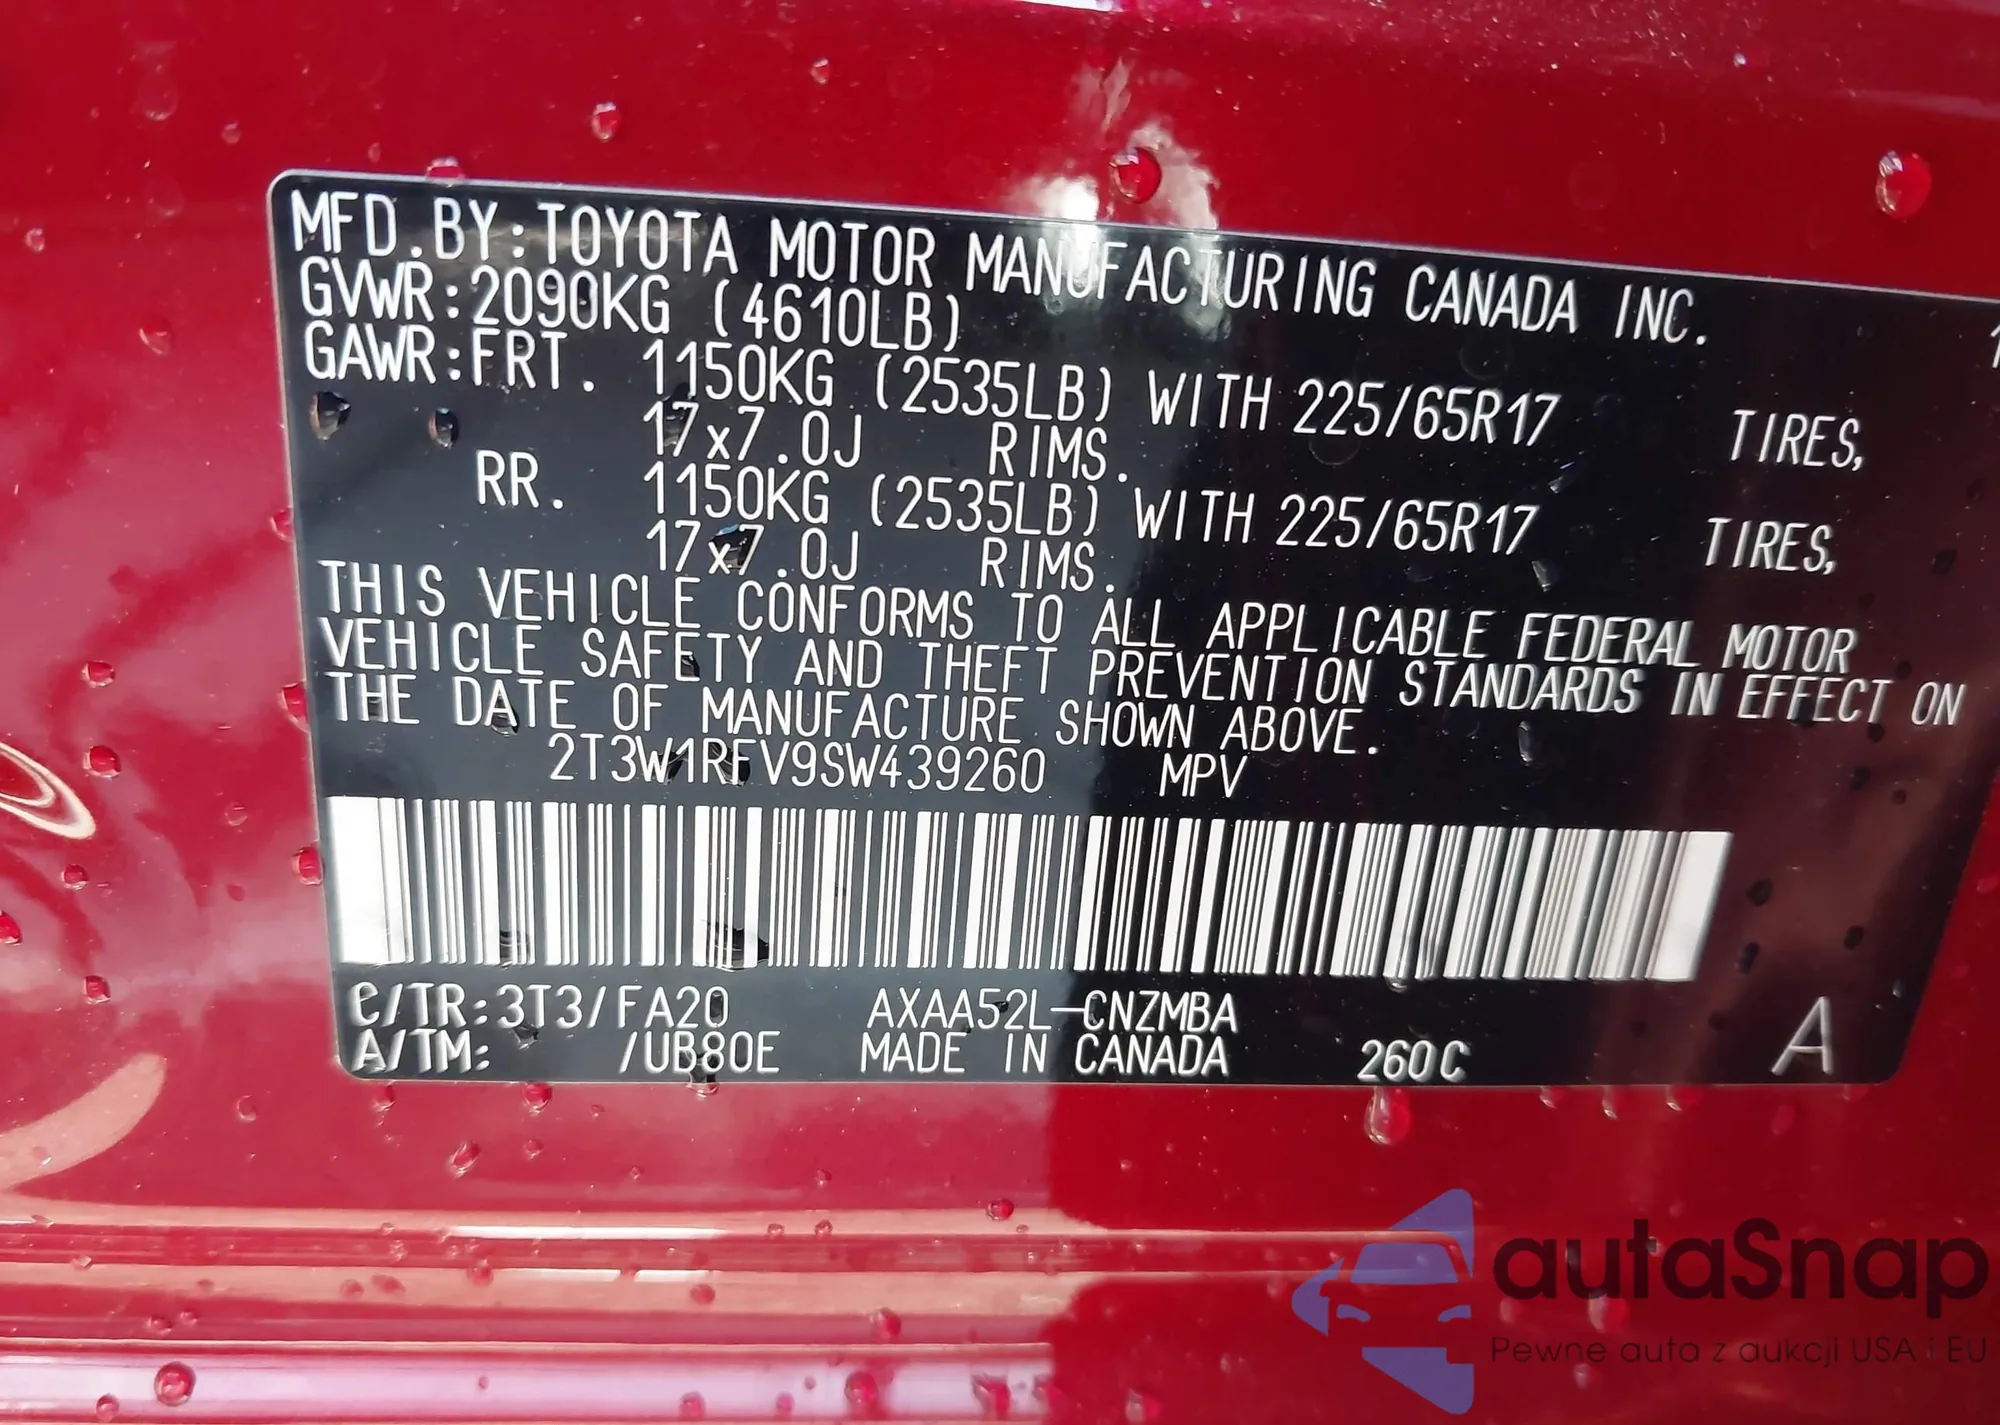 MFD.BY:TOYOTA MOTOR MANUFACTURING CANADA INC.
GVWR:2090KG (4610LB)
GAWR:FRT. 1150KG (2535LB) WITH 225/65R17 TIRES,
17x7.0J RIMS.
RR. 1150KG (2535LB) WITH 225/65R17 TIRES,
17x7.0J RIMS.
THIS VEHICLE CONFORMS TO ALL APPLICABLE FEDERAL MOTOR
VEHICLE SAFETY AND THEFT PREVENTION STANDARDS IN EFFECT ON
THE DATE OF MANUFACTURE SHOWN ABOVE.
2T3W1RFV9SW439260 MPV
C/TR:3T3/FA20 AXAA52L-CNZMBA
A/TM: /UB80E MADE IN CANADA 260C A
autaSnap
Pewne auta z aukcji USA i EU